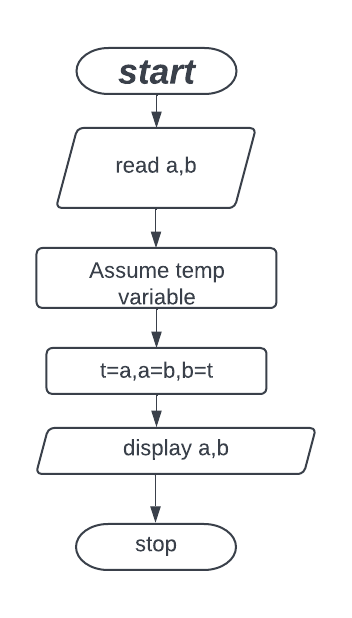 start
read a,b
Assume temp
variable
t=a,a=b,b=t
display a,b
stop